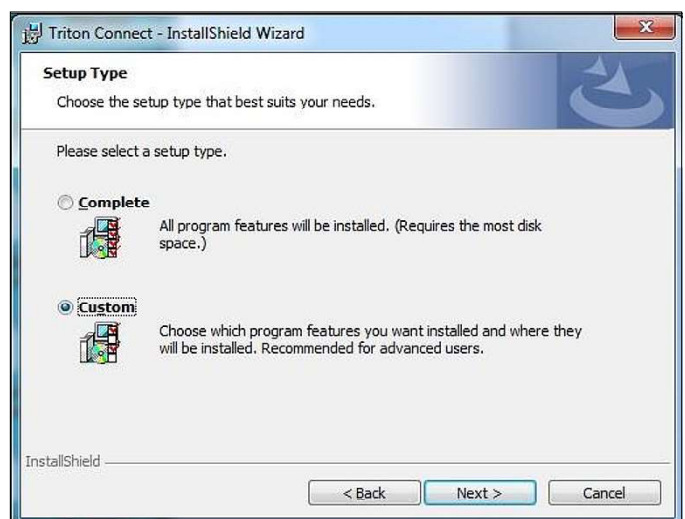 Triton Connect - InstallShield Wizard
Setup Type
Choose the setup type that best suits your needs.
Please select a setup type.
Complete
All program features will be installed. (Requires the most disk
space.)
Custom
Choose which program features you want installed and where they
will be installed. Recommended for advanced users.
InstallShield
< Back
Next >
Cancel